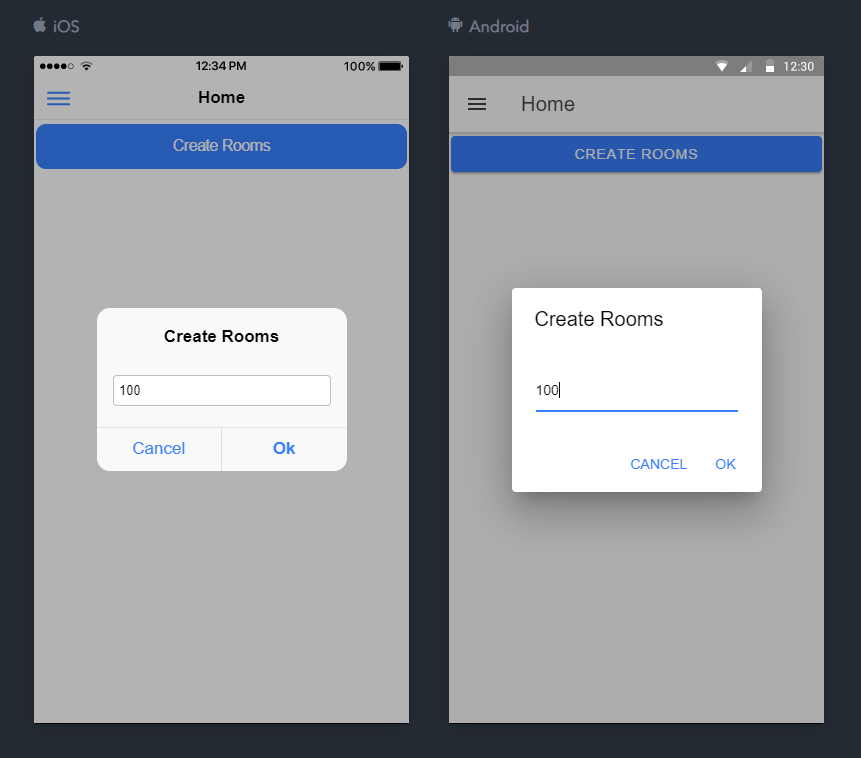 iOS
12:34 PM
100%
Home
Create Rooms
Create Rooms
100
Cancel
Ok
Android
12:30
Home
CREATE ROOMS
Create Rooms
100
CANCEL
OK